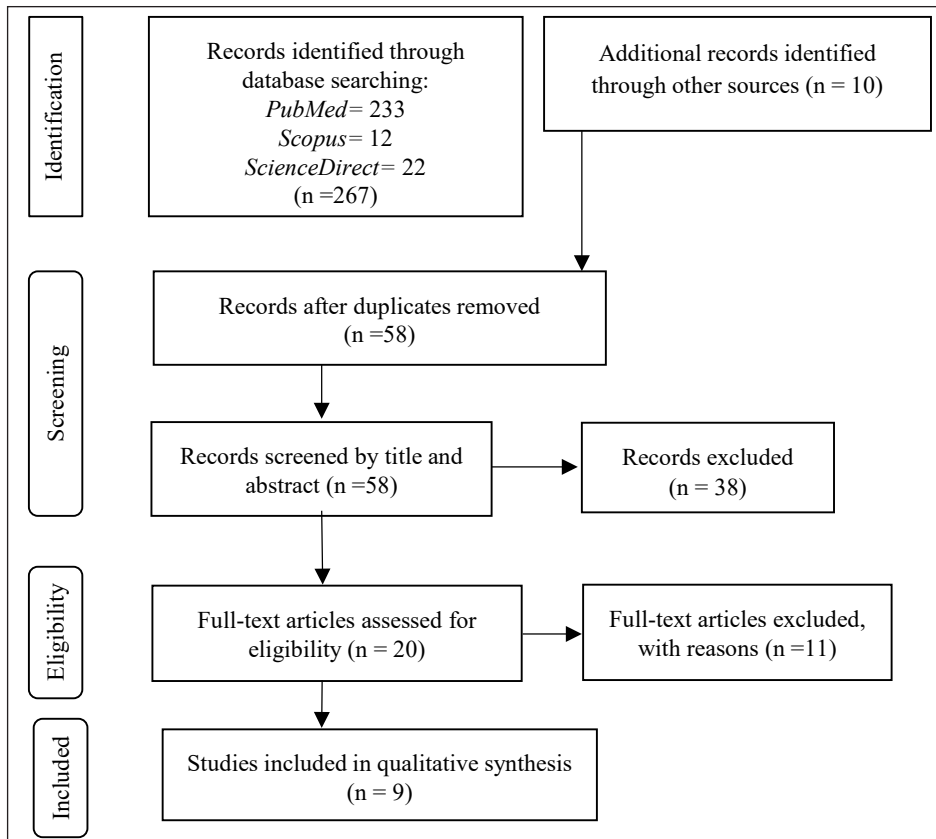 Identification
Records identified through
database searching:
PubMed= 233
Scopus= 12
ScienceDirect= 22
(n =267)
Additional records identified
through other sources (n = 10)
Screening
Records after duplicates removed
(n =58)
Records screened by title and
abstract (n =58)
Records excluded
(n = 38)
Eligibility
Full-text articles assessed for
eligibility (n = 20)
Full-text articles excluded,
with reasons (n =11)
Included
Studies included in qualitative synthesis
(n = 9)